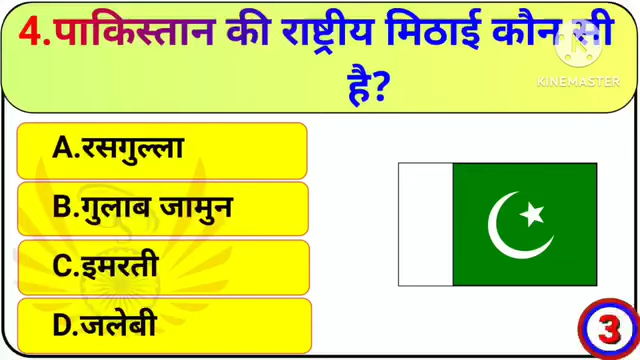 4.पाकिस्तान की राष्ट्रीय मिठाई कौन सी
है?
KINEMASTER
A.रसगुल्ला
B.गुलाब जामुन
C.इमरती
D.जलेबी
3